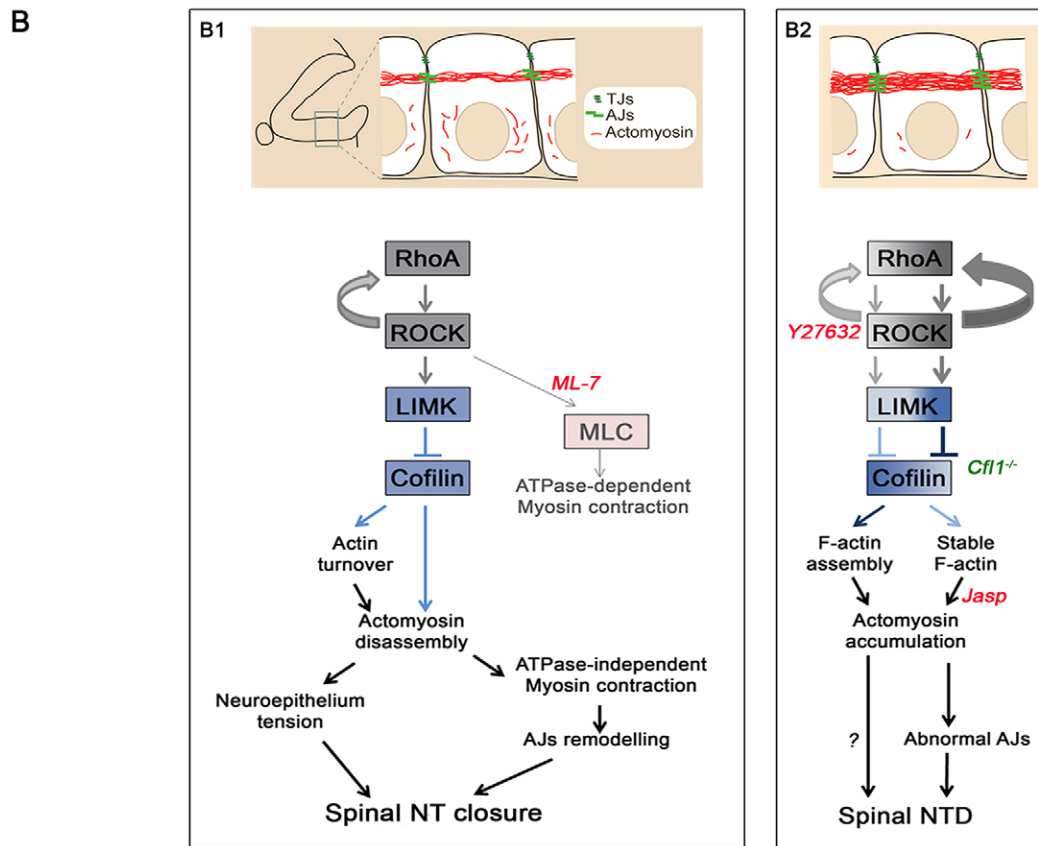 B
B1
TJs
AJs
Actomyosin
RhoA
ROCK
ML-7
LIMK
MLC
Cofilin
ATPase-dependent
Myosin contraction
Actin
turnover
Actomyosin
disassembly
ATPase-independent
Myosin contraction
Neuroepithelium
tension
AJs remodelling
Spinal NT closure
B2
RhoA
Y27632
ROCK
LIMK
Cfl1-/-
Cofilin
F-actin
assembly
Stable
F-actin
Jasp
Actomyosin
accumulation
?
Abnormal AJs
Spinal NTD